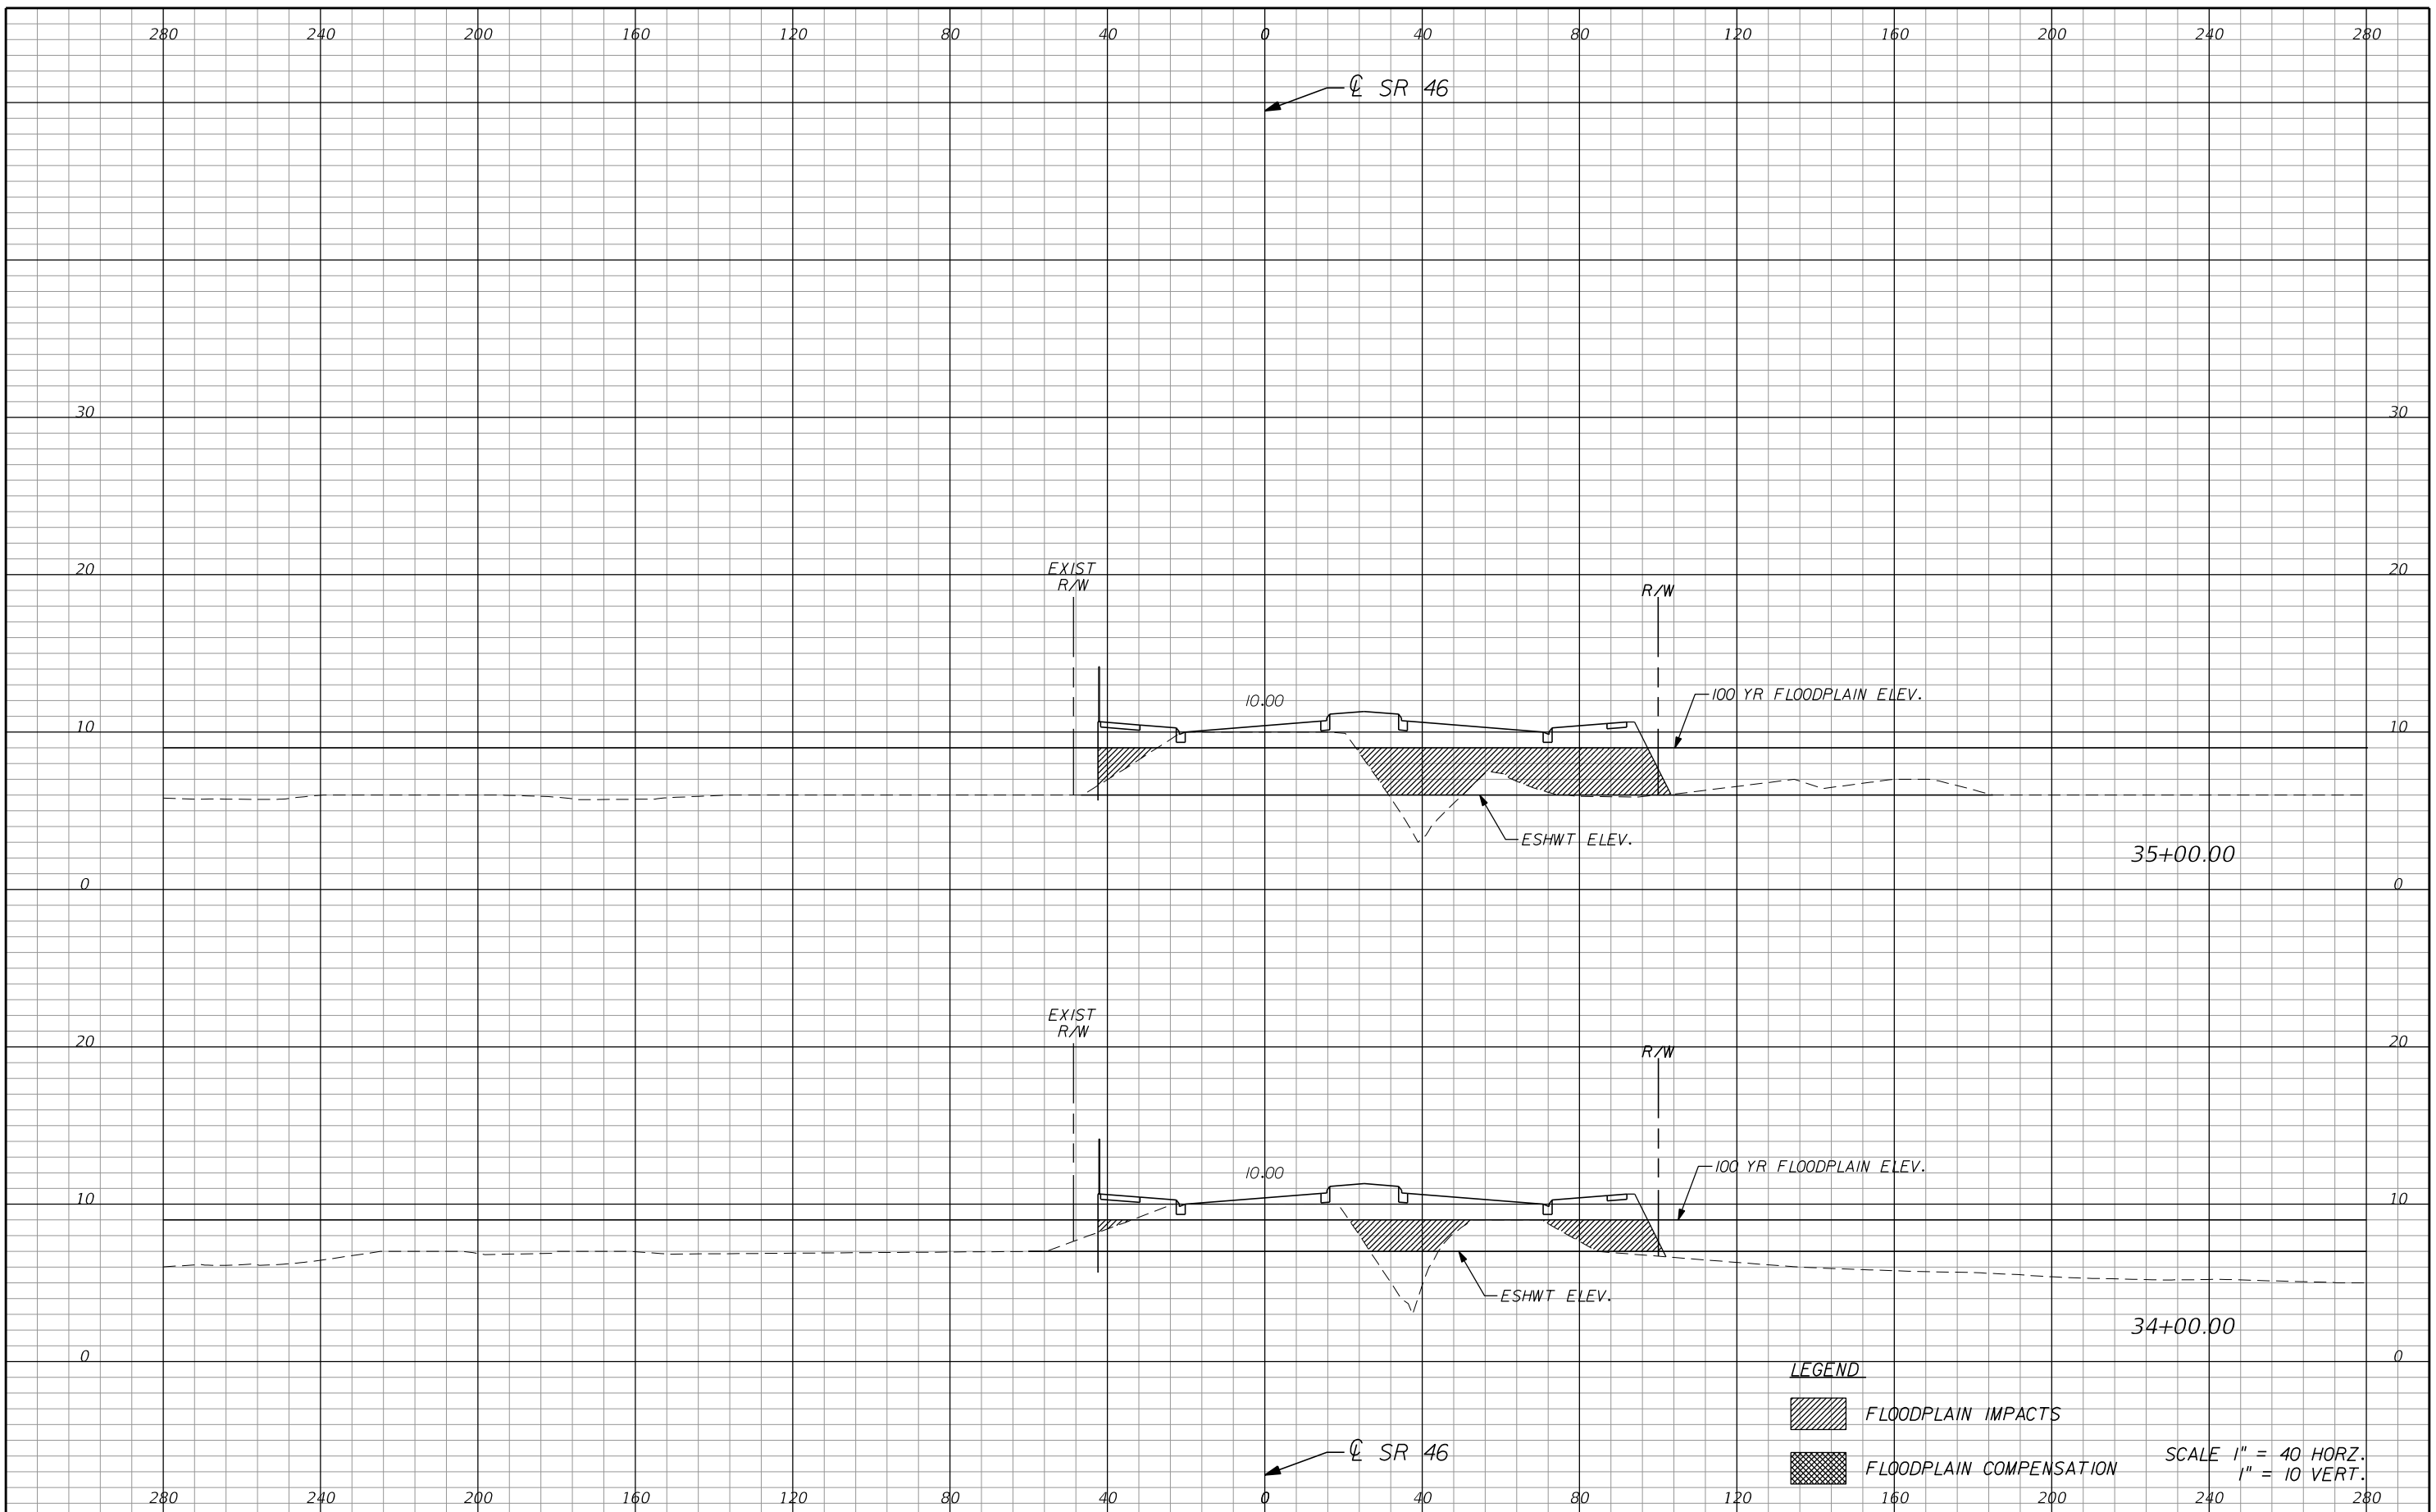 280 240 200 160 120 80 40 0 40 80 120 160 200 240 280
℄ SR 46
30 30
20 20
EXIST
R/W
R/W
100 YR FLOODPLAIN ELEV.
10 10.00 10
ESHWT ELEV.
35+00.00
0 0
EXIST
R/W
20 20
R/W
100 YR FLOODPLAIN ELEV.
10 10.00 10
ESHWT ELEV.
34+00.00
0 0
LEGEND
FLOODPLAIN IMPACTS
FLOODPLAIN COMPENSATION
℄ SR 46
SCALE 1" = 40 HORZ.
1" = 10 VERT.
280 240 200 160 120 80 40 0 40 80 120 160 200 240 280